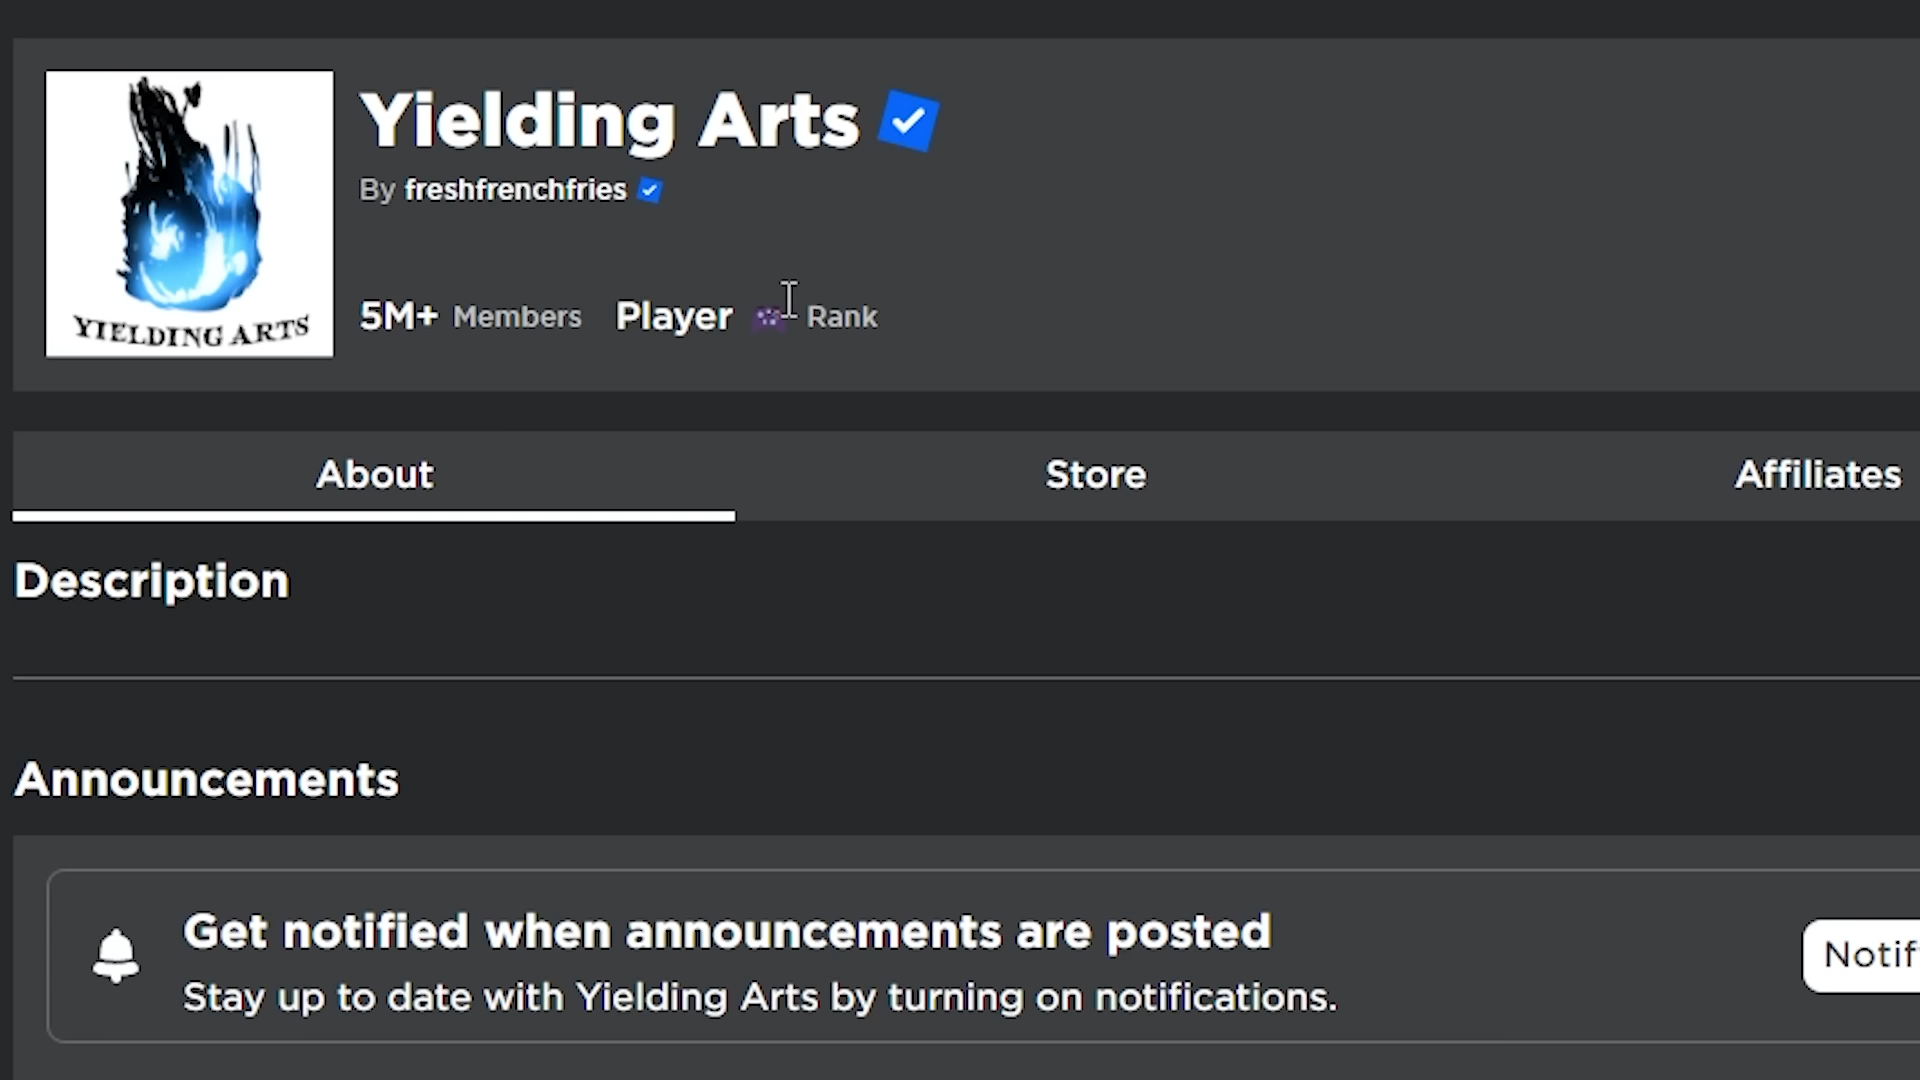 YIELDING ARTS
Yielding Arts
By freshfrenchfries
5M+ Members Player Rank
About Store Affiliates
Description
Announcements
Get notified when announcements are posted
Stay up to date with Yielding Arts by turning on notifications.
Notif